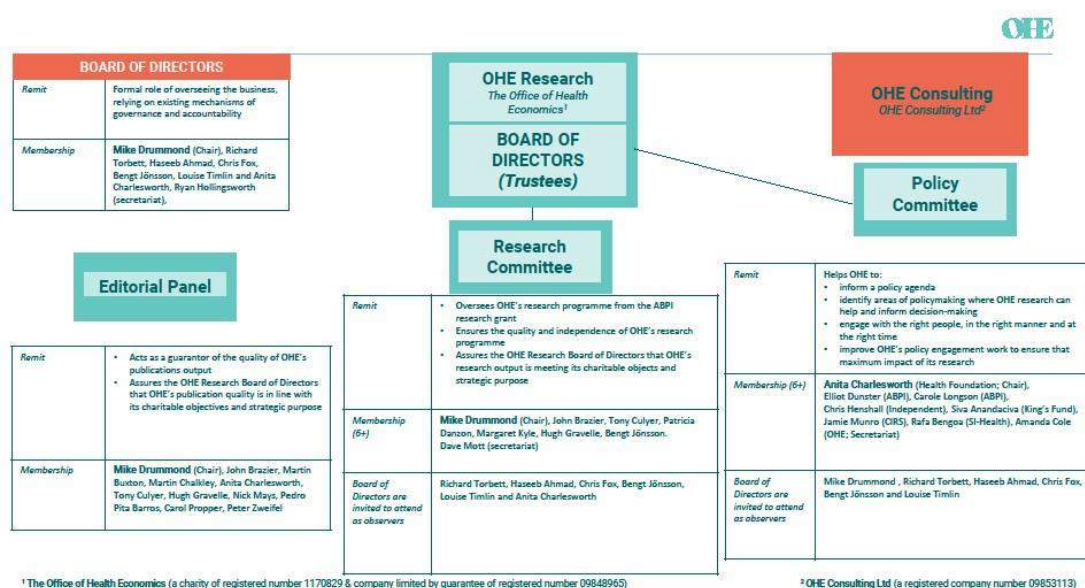 OHE
BOARD OF DIRECTORS
Remit
Formal role of overseeing the business,
relying on existing mechanisms of
governance and accountability
Membership
Mike Drummond (Chair), Richard
Torbett, Haseeb Ahmad, Chris Fox,
Bengt Jönsson, Louise Timlin and Anita
Charlesworth, Ryan Hollingsworth
(secretariat),
OHE Research
The Office of Health
Economics¹
BOARD OF
DIRECTORS
(Trustees)
OHE Consulting
OHE Consulting Ltd²
Policy
Committee
Research
Committee
Editorial Panel
Remit
• Acts as a guarantor of the quality of OHE's
publications output
• Assures the OHE Research Board of Directors
that OHE's publication quality is in line with
its charitable objectives and strategic purpose
Membership
Mike Drummond (Chair), John Brazier, Martin
Buxton, Martin Chalkley, Anita Charlesworth,
Tony Culyer, Hugh Gravelle, Nick Mays, Pedro
Pita Barros, Carol Propper, Peter Zweifel
Remit
• Oversees OHE's research programme from the ABPI
research grant
• Ensures the quality and independence of OHE's research
programme
• Assures the OHE Research Board of Directors that OHE's
research output is meeting its charitable objects and
strategic purpose
Membership
(6+)
Mike Drummond (Chair), John Brazier, Tony Culyer, Patricia
Danzon, Margaret Kyle, Hugh Gravelle, Bengt Jönsson.
Dave Mott (secretariat)
Board of
Directors are
invited to attend
as observers
Richard Torbett, Haseeb Ahmad, Chris Fox, Bengt Jönsson,
Louise Timlin and Anita Charlesworth
Remit
Helps OHE to:
• inform a policy agenda
• identify areas of policymaking where OHE research can
help and inform decision-making
• engage with the right people, in the right manner and at
the right time
• improve OHE's policy engagement work to ensure that
maximum impact of its research
Membership (6+)
Anita Charlesworth (Health Foundation; Chair),
Elliot Dunster (ABPI), Carole Longson (ABPI),
Chris Henshall (Independent), Siva Anandaciva (King's Fund),
Jamie Munro (CIRS), Rafa Bengoa (SI-Health), Amanda Cole
(OHE; Secretariat)
Board of
Directors are
invited to attend
as observers
Mike Drummond , Richard Torbett, Haseeb Ahmad, Chris Fox,
Bengt Jönsson and Louise Timlin
¹ The Office of Health Economics (a charity of registered number 1170829 & company limited by guarantee of registered number 09848965)
² OHE Consulting Ltd (a registered company number 09853113)